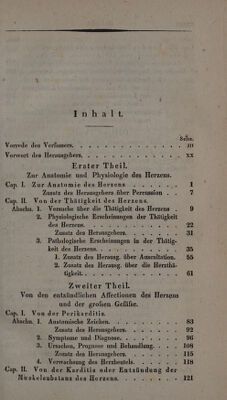 Inhalt.
Seite.
Vorrede des Verfassers. . . . . . . . . . . . III
Vorwort des Herausgebers. . . . . . . . . . . XX
Erster Theil.
Zur Anatomie und Physiologie des Herzens.
Cap. I. Zur Anatomie des Herzens . . . . . . 1
Zusatz des Herausgebers über Percussion . . 7
Cap. II. Von der Thätigkeit des Herzens.
Abschn. 1. Versuche über die Thätigkeit des Herzens . 9
2. Physiologische Erscheinungen der Thätigkeit
des Herzens. . . . . . . . . . 22
Zusatz des Herausgebers. . . . . . 31
3. Pathologische Erscheinungen in der Thätig-
keit des Herzens. . . . . . . . . 35
1. Zusatz des Herausg. über Auscultation. . 55
2. Zusatz des Herausg. über die Herzthä-
tigkeit. . . . . . . . . . . 61
Zweiter Theil.
Von den entzündlichen Affectionen des Herzens
und der großen Gefäße.
Cap. I. Von der Perikarditis.
Abschn. 1. Anatomische Zeichen. . . . . . . . 83
Zusatz des Herausgebers. . . . . . 92
2. Symptome und Diagnose. . . . . . 96
3. Ursachen, Prognose und Behandlung. . . 108
Zusatz des Herausgebers. . . . . . 115
4. Verwachsung des Herzbeutels. . . . . 118
Cap. II. Von der Karditis oder Entzündung der
Muskelsubstanz des Herzens. . . . . . 121